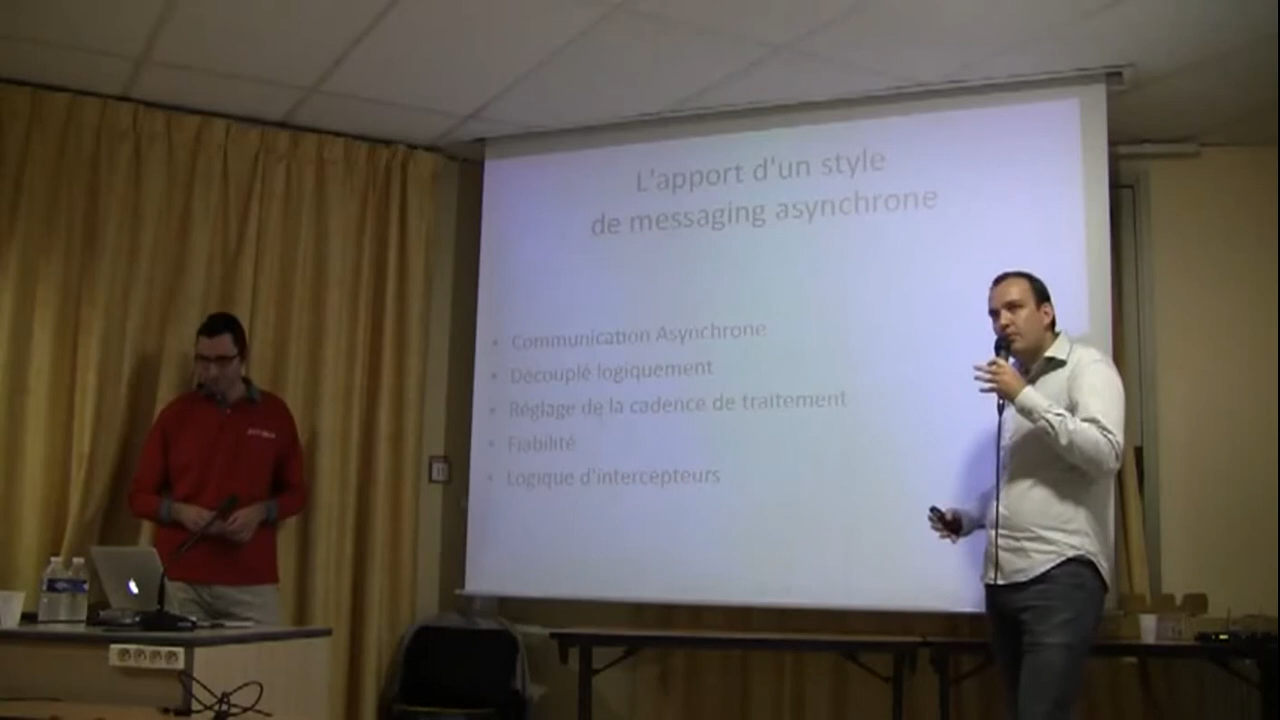 L'apport d'un style
de messaging asynchrone
• Communication Asynchrone
• Découplé logiquement
• Réglage de la cadence de traitement
• Fiabilité
• Logique d'intercepteurs